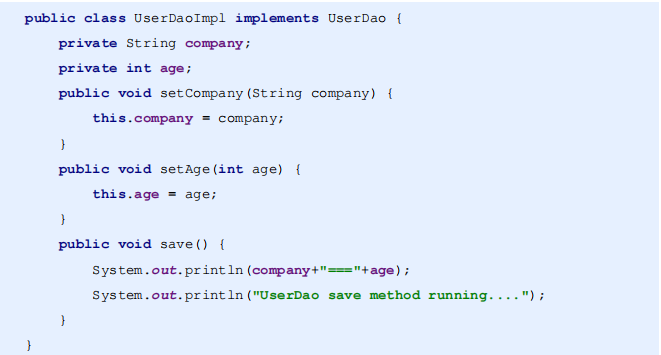 public class UserDaoImpl implements UserDao {
    private String company;
    private int age;
    public void setCompany(String company) {
        this.company = company;
    }
    public void setAge(int age) {
        this.age = age;
    }
    public void save() {
        System.out.println(company+"==="+age);
        System.out.println("UserDao save method running....");
    }
}